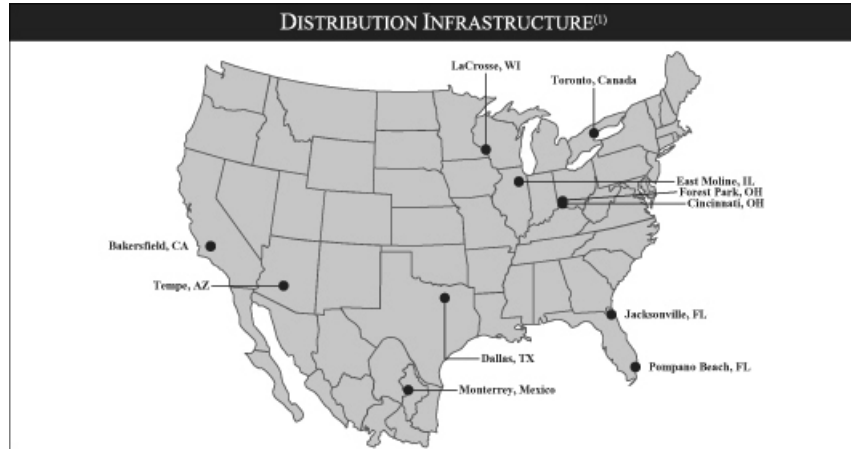 DISTRIBUTION INFRASTRUCTURE(1)
LaCrosse, WI
Toronto, Canada
East Moline, IL
Forest Park, OH
Cincinnati, OH
Bakersfield, CA
Tempe, AZ
Jacksonville, FL
Dallas, TX
Pompano Beach, FL
Monterrey, Mexico